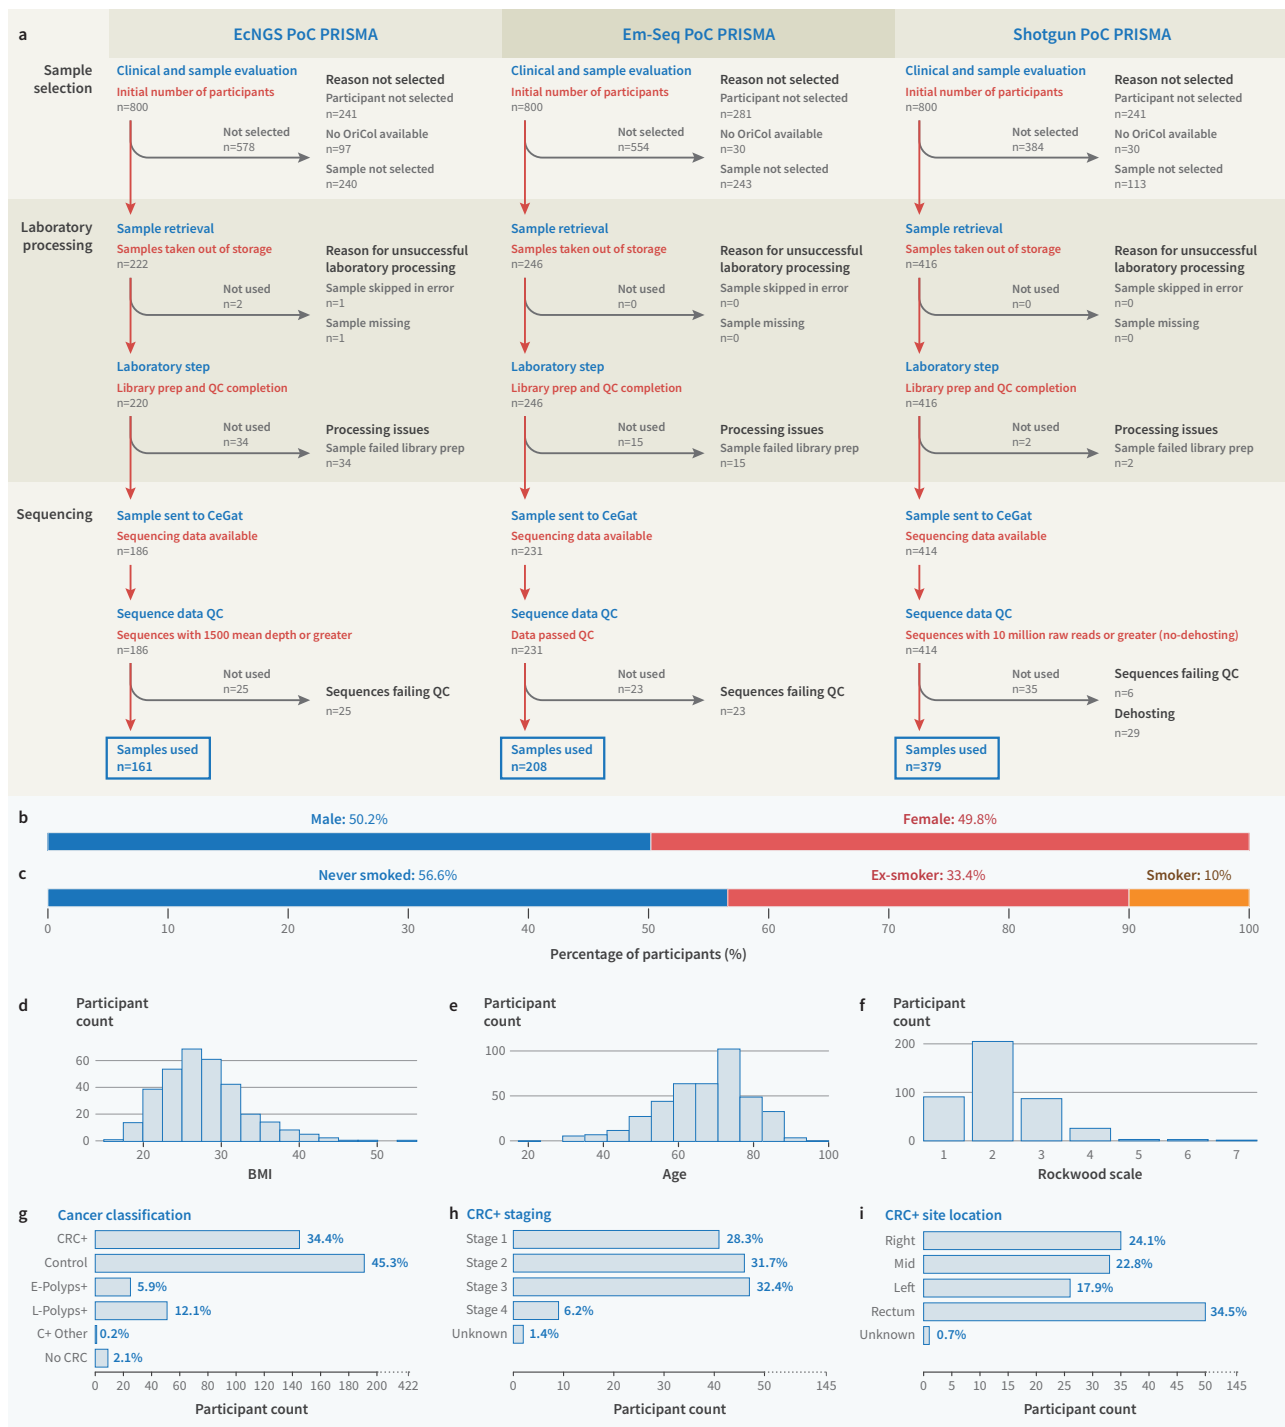 a
EcNGS PoC PRISMA
Em-Seq PoC PRISMA
Shotgun PoC PRISMA
Sample
selection
Clinical and sample evaluation
Initial number of participants
n=800
Not selected
n=578
Reason not selected
Participant not selected
n=241
No OriCol available
n=97
Sample not selected
n=240
Clinical and sample evaluation
Initial number of participants
n=800
Not selected
n=554
Reason not selected
Participant not selected
n=281
No OriCol available
n=30
Sample not selected
n=243
Clinical and sample evaluation
Initial number of participants
n=800
Not selected
n=384
Reason not selected
Participant not selected
n=241
No OriCol available
n=30
Sample not selected
n=113
Laboratory
processing
Sample retrieval
Samples taken out of storage
n=222
Not used
n=2
Reason for unsuccessful
laboratory processing
Sample skipped in error
n=1
Sample missing
n=1
Sample retrieval
Samples taken out of storage
n=246
Not used
n=0
Reason for unsuccessful
laboratory processing
Sample skipped in error
n=0
Sample missing
n=0
Sample retrieval
Samples taken out of storage
n=416
Not used
n=0
Reason for unsuccessful
laboratory processing
Sample skipped in error
n=0
Sample missing
n=0
Laboratory step
Library prep and QC completion
n=220
Not used
n=34
Processing issues
Sample failed library prep
n=34
Laboratory step
Library prep and QC completion
n=246
Not used
n=15
Processing issues
Sample failed library prep
n=15
Laboratory step
Library prep and QC completion
n=416
Not used
n=2
Processing issues
Sample failed library prep
n=2
Sequencing
Sample sent to CeGat
Sequencing data available
n=186
Sample sent to CeGat
Sequencing data available
n=231
Sample sent to CeGat
Sequencing data available
n=414
Sequence data QC
Sequences with 1500 mean depth or greater
n=186
Not used
n=25
Sequences failing QC
n=25
Sequence data QC
Data passed QC
n=231
Not used
n=23
Sequences failing QC
n=23
Sequence data QC
Sequences with 10 million raw reads or greater (no-dehosting)
n=414
Not used
n=35
Sequences failing QC
n=6
Dehosting
n=29
Samples used
n=161
Samples used
n=208
Samples used
n=379
b
Male: 50.2%
Female: 49.8%
c
Never smoked: 56.6%
Ex-smoker: 33.4%
Smoker: 10%
0 10 20 30 40 50 60 70 80 90 100
Percentage of participants (%)
d
Participant
count
60
40
20
0
20 40 50
BMI
e
Participant
count
100
50
0
20 40 60 80 100
Age
f
Participant
count
200
100
0
1 2 3 4 5 6 7
Rockwood scale
g
Cancer classification
CRC+ 34.4%
Control 45.3%
E-Polyps+ 5.9%
L-Polyps+ 12.1%
C+ Other 0.2%
No CRC 2.1%
0 20 40 60 80 100 120 140 160 180 200 422
Participant count
h
CRC+ staging
Stage 1 28.3%
Stage 2 31.7%
Stage 3 32.4%
Stage 4 6.2%
Unknown 1.4%
0 10 20 30 40 50 145
Participant count
i
CRC+ site location
Right 24.1%
Mid 22.8%
Left 17.9%
Rectum 34.5%
Unknown 0.7%
0 5 10 15 20 25 30 35 40 45 50 145
Participant count